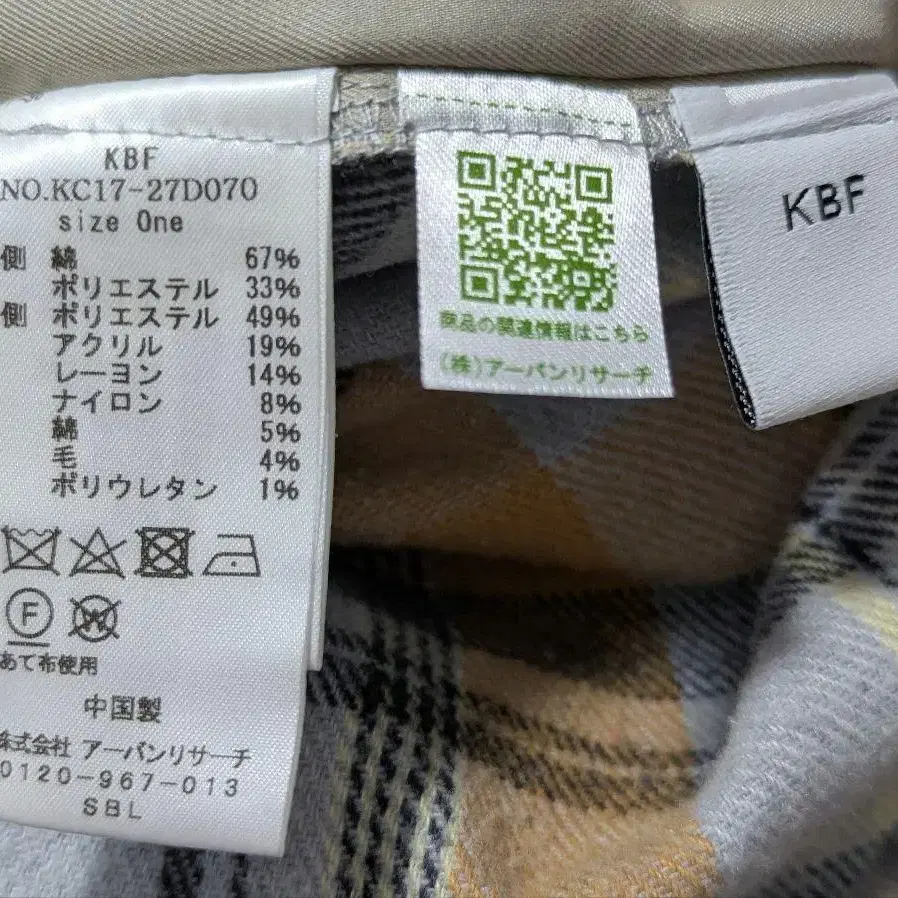 KBF
NO.KC17-27D070
size One
側 綿 67%
ポリエステル 33%
側 ポリエステル 49%
アクリル 19%
レーヨン 14%
ナイロン 8%
綿 5%
毛 4%
ポリウレタン 1%
F
W
あて布使用
中国製
株式会社 アーバンリサーチ
0120-967-013
SBL
商品の関連情報はこちら
(株)アーバンリサーチ
KBF